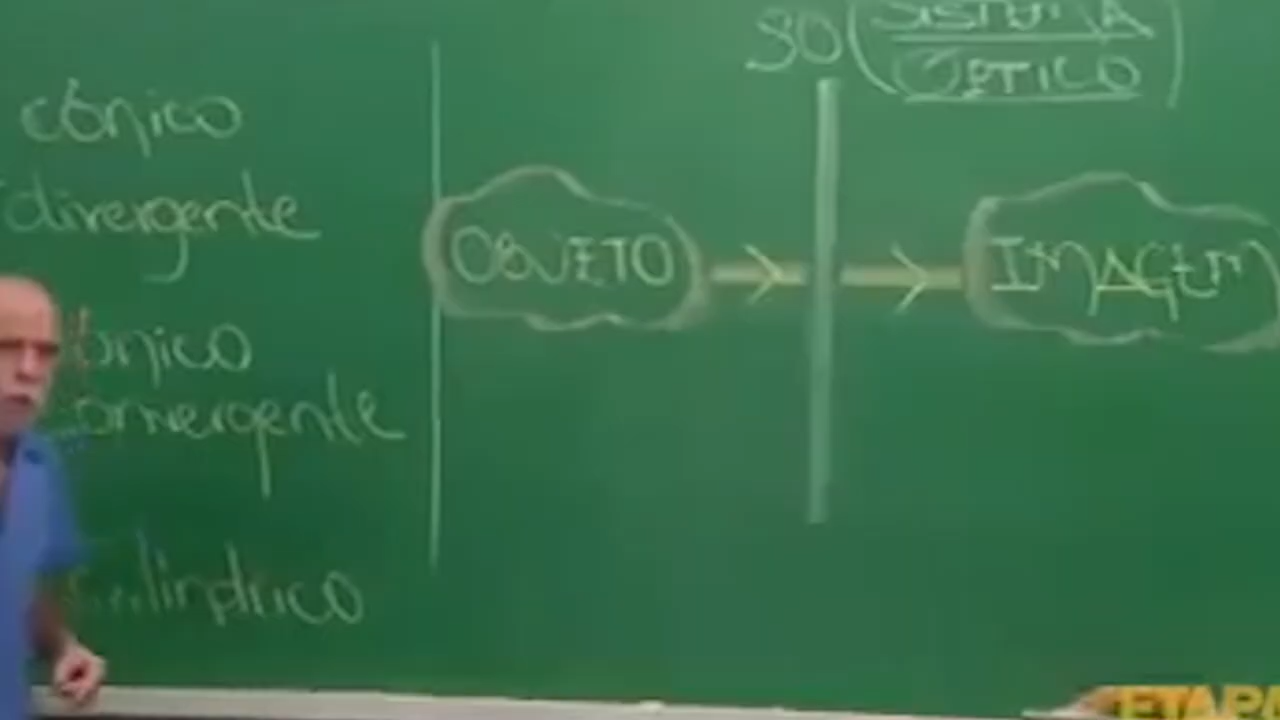 cônico
divergente
cônico
convergente
cilíndrico
SO (SISTEMA
ÓPTICO)
OBJETO
IMAGEM
ETAPA